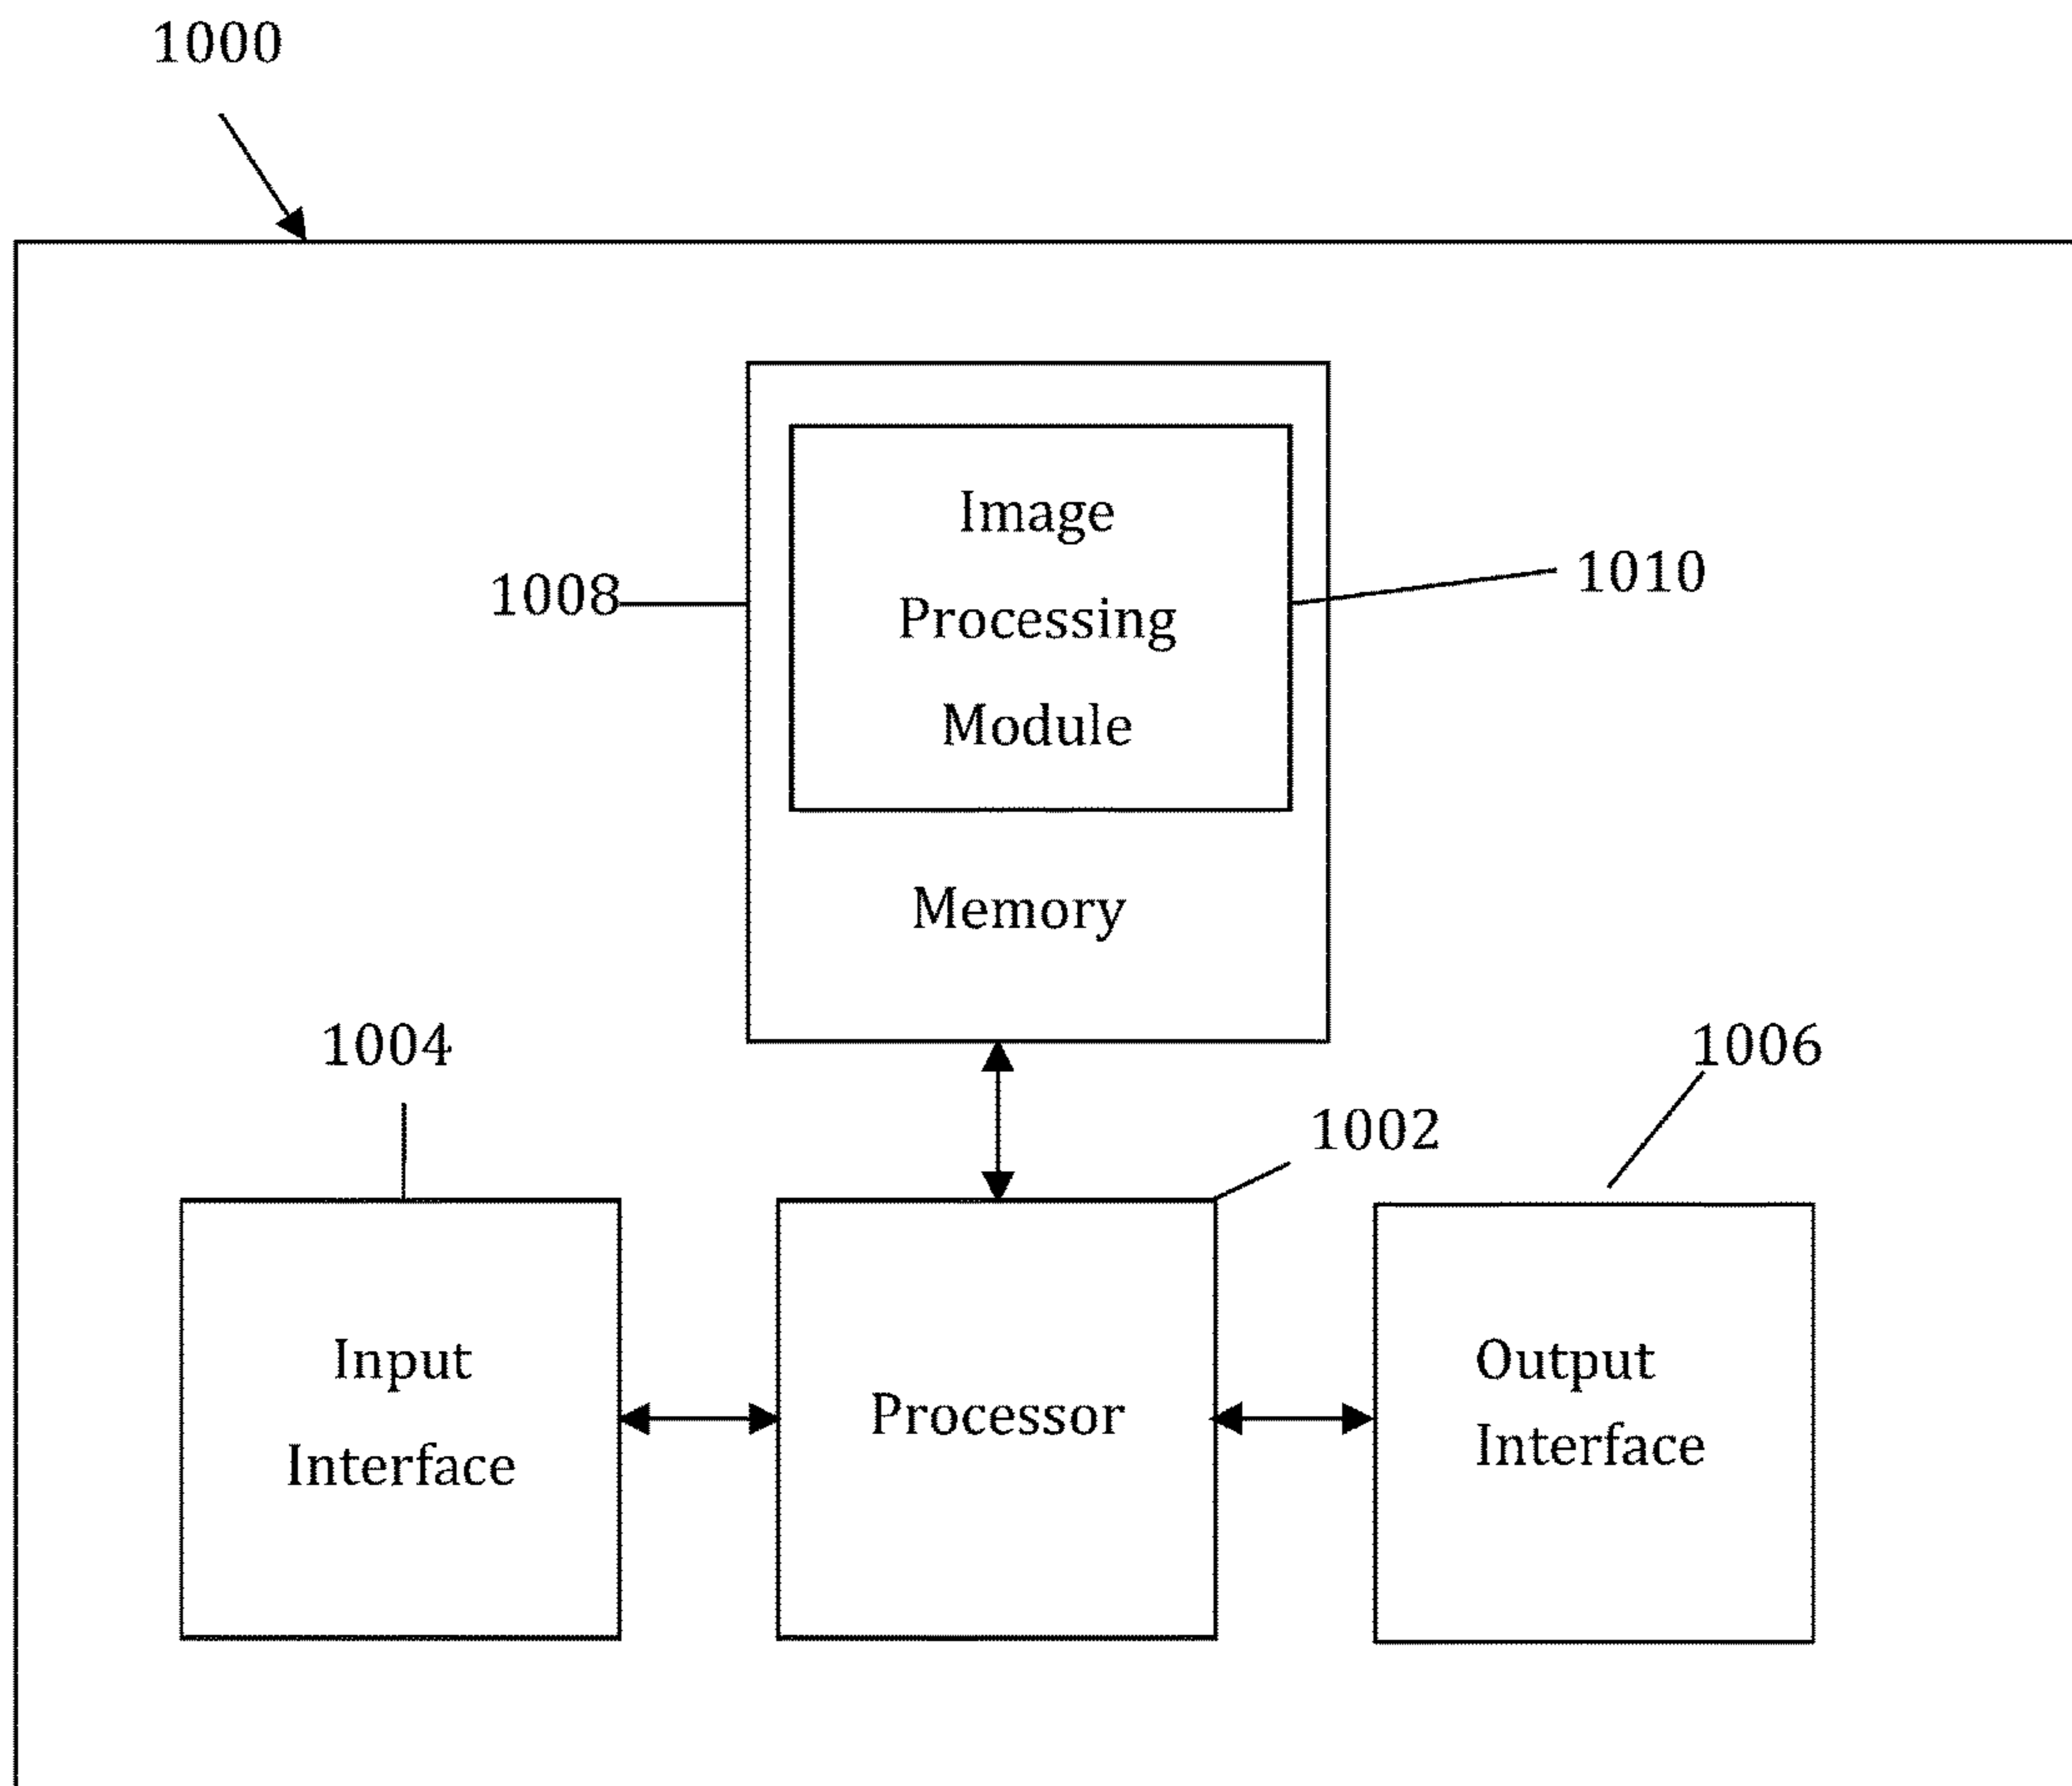 1000
Image
Processing
Module
1008
1010
Memory
1004
1006
1002
Input
Interface
Processor
Output
Interface